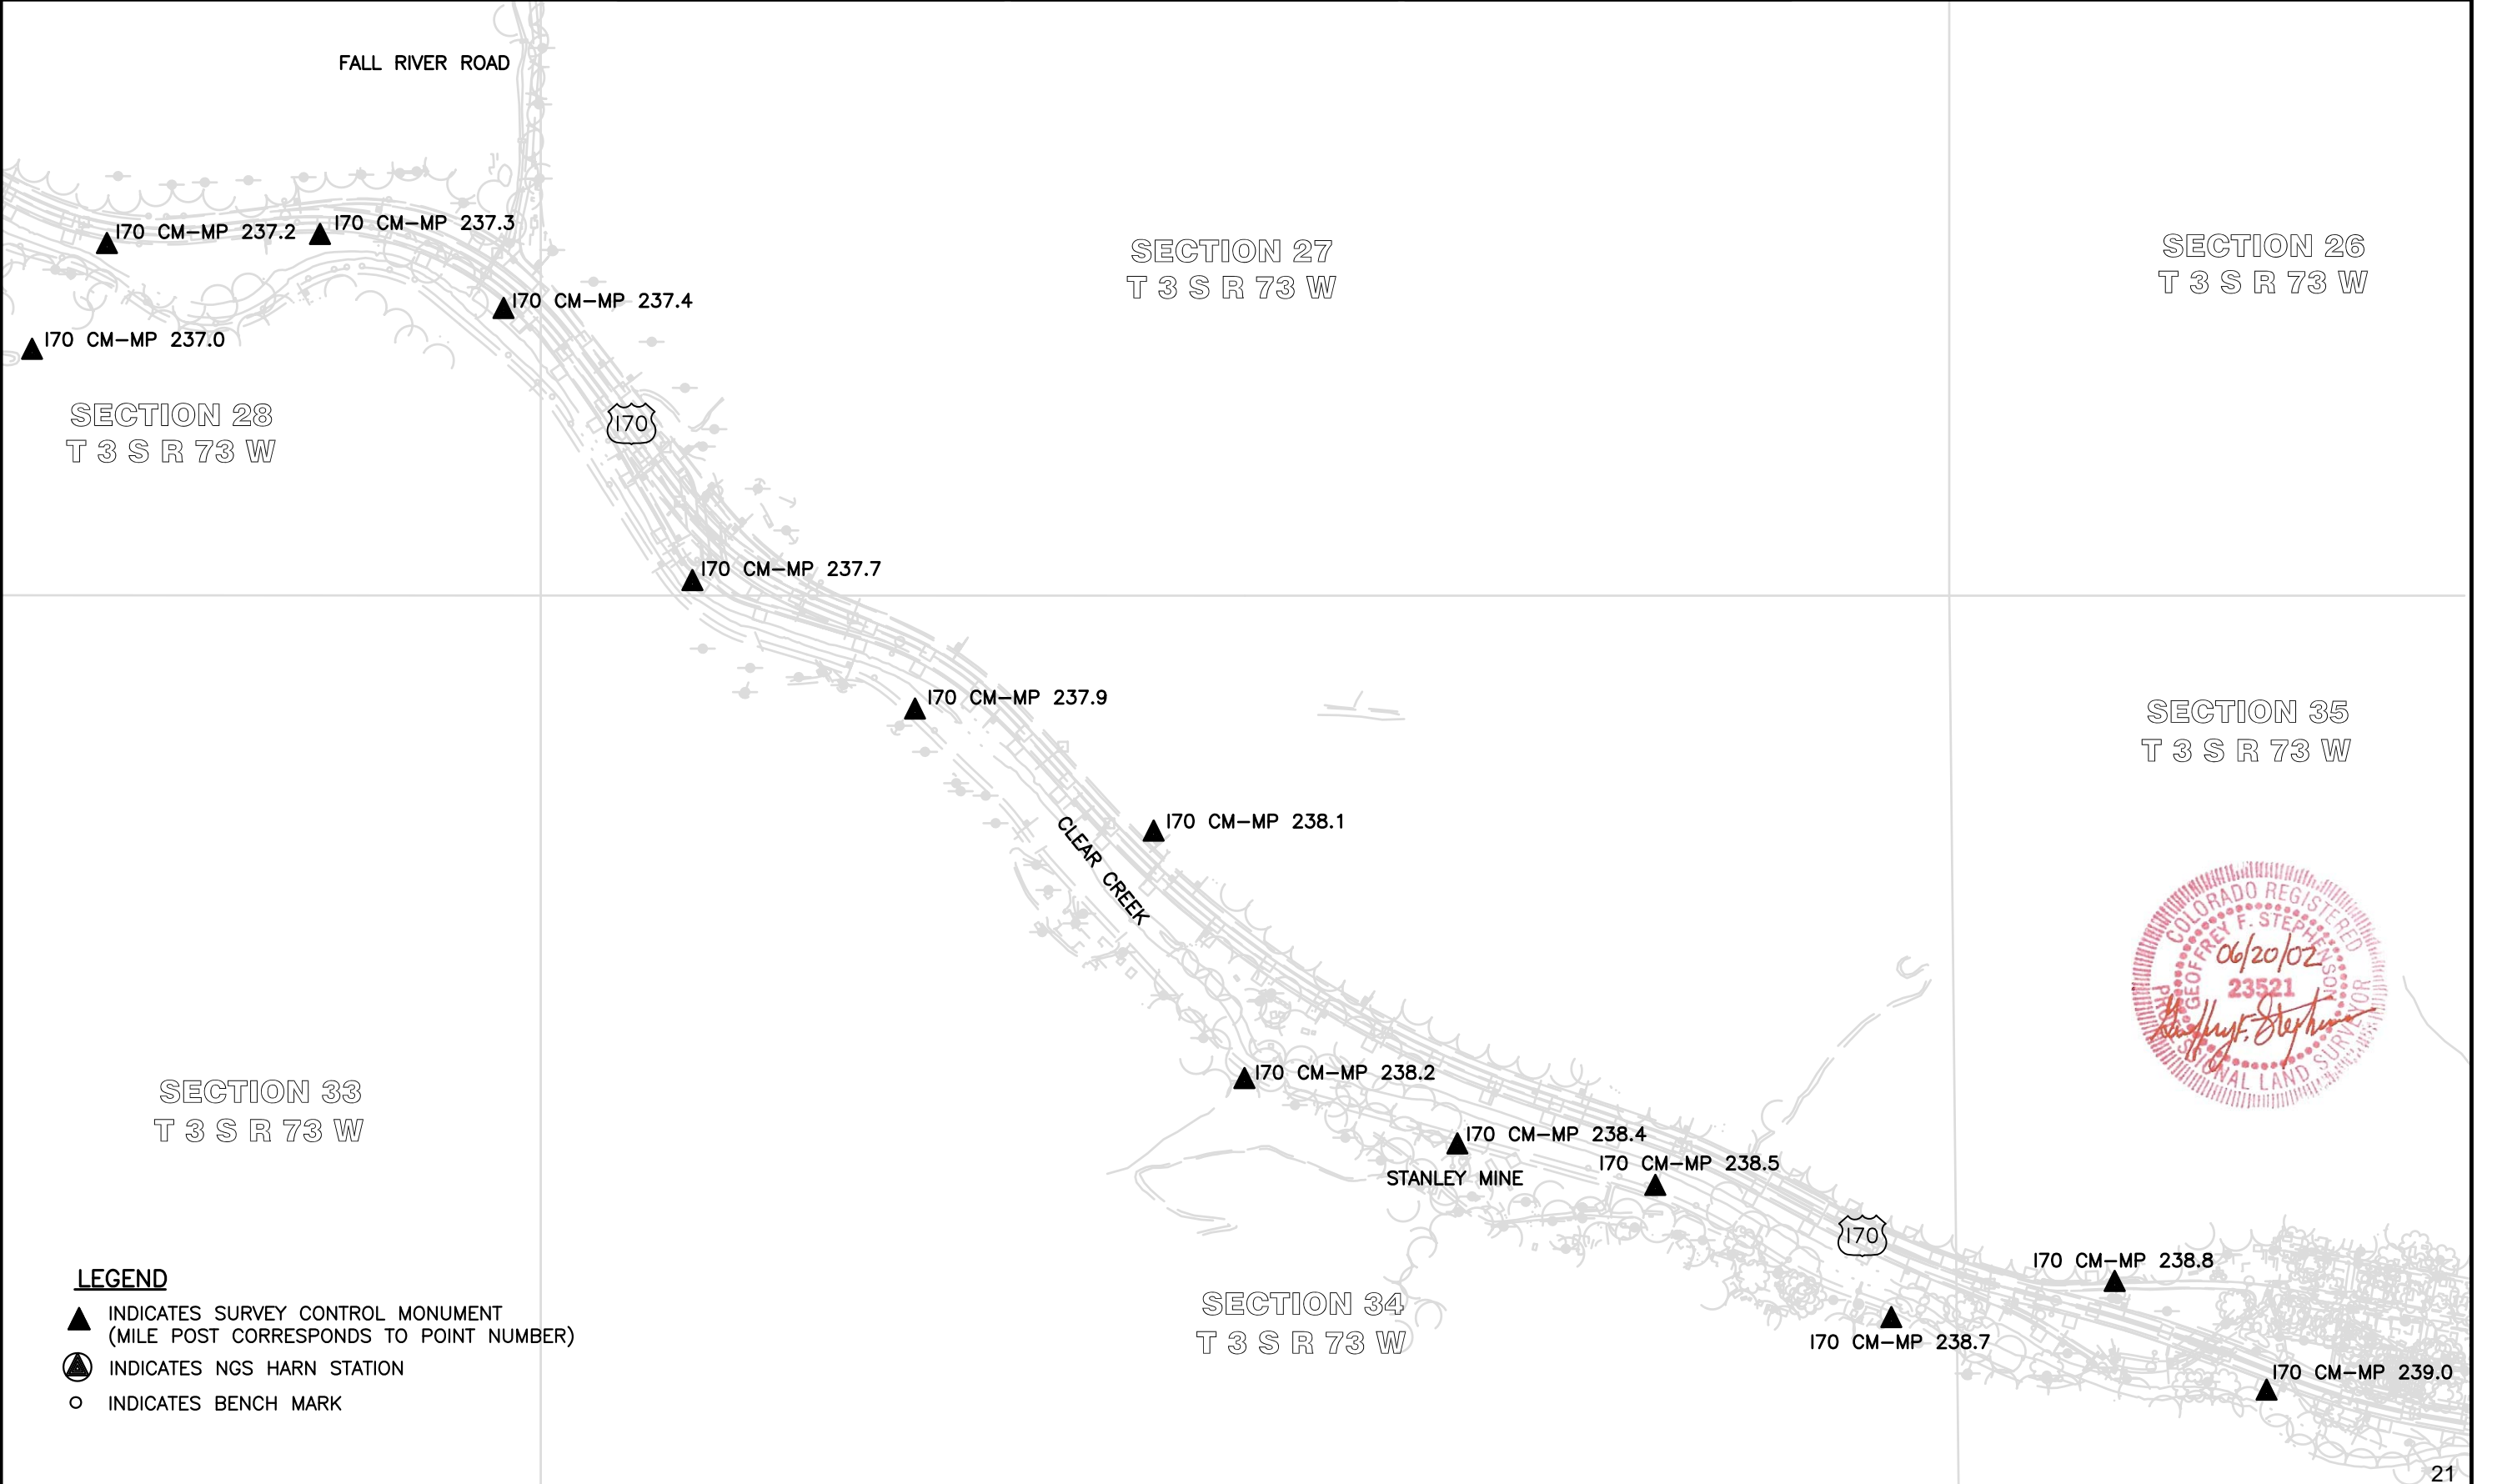 FALL RIVER ROAD
I70 CM-MP 237.2
I70 CM-MP 237.3
SECTION 27
T 3 S R 73 W
SECTION 26
T 3 S R 73 W
I70 CM-MP 237.4
I70 CM-MP 237.0
SECTION 28
T 3 S R 73 W
I70
I70 CM-MP 237.7
I70 CM-MP 237.9
SECTION 35
T 3 S R 73 W
I70 CM-MP 238.1
CLEAR CREEK
COLORADO REGISTERED
GEOFFREY F. STEPHENSON
06/20/02
23521
Geoffrey F. Stephenson
PROFESSIONAL LAND SURVEYOR
I70 CM-MP 238.2
SECTION 33
T 3 S R 73 W
I70 CM-MP 238.4
I70 CM-MP 238.5
STANLEY MINE
I70
I70 CM-MP 238.8
SECTION 34
T 3 S R 73 W
I70 CM-MP 238.7
I70 CM-MP 239.0
LEGEND
INDICATES SURVEY CONTROL MONUMENT
(MILE POST CORRESPONDS TO POINT NUMBER)
INDICATES NGS HARN STATION
INDICATES BENCH MARK
21